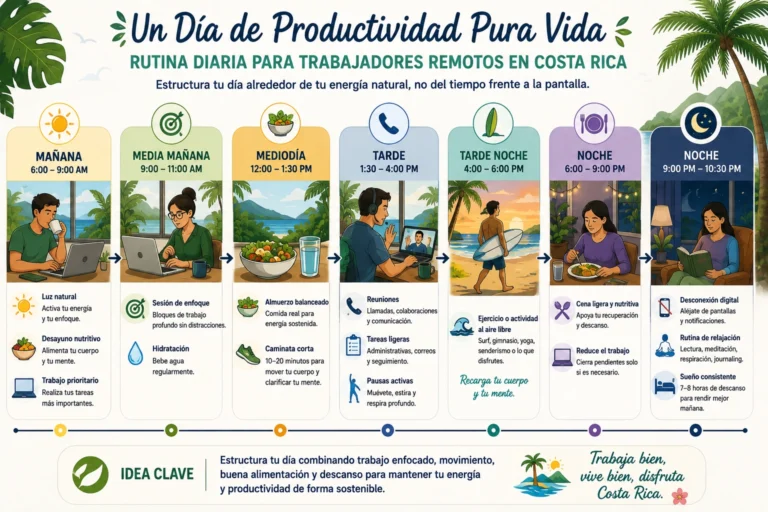 Un Día de Productividad Pura Vida
RUTINA DIARIA PARA TRABAJADORES REMOTOS EN COSTA RICA
Estructura tu día alrededor de tu energía natural, no del tiempo frente a la pantalla.
MAÑANA
6:00 – 9:00 AM
Luz natural
Activa tu energía
y tu enfoque.
Desayuno nutritivo
Alimenta tu cuerpo
y tu mente.
Trabajo prioritario
Realiza tus tareas
más importantes.
MEDIA MAÑANA
9:00 – 11:00 AM
Sesión de enfoque
Bloques de trabajo
profundo sin distracciones.
Hidratación
Bebe agua
regularmente.
MEDIODÍA
12:00 – 1:30 PM
Almuerzo balanceado
Comida real para
energía sostenida.
Caminata corta
10–20 minutos para
mover tu cuerpo y
clarificar tu mente.
TARDE
1:30 – 4:00 PM
Reuniones
Llamadas, colaboraciones
y comunicación.
Tareas ligeras
Administrativas, correos
y seguimiento.
Pausas activas
Muévete, estira y
respira profundo.
TARDE NOCHE
4:00 – 6:00 PM
Ejercicio o actividad
al aire libre
Surf, gimnasio, yoga,
senderismo o lo que
disfrutes.
Recarga tu cuerpo
y tu mente.
NOCHE
6:00 – 9:00 PM
Cena ligera y nutritiva
Apoya tu recuperación
y descanso.
Reduce el trabajo
Cierra pendientes solo
si es necesario.
NOCHE
9:00 PM – 10:30 PM
Desconexión digital
Aléjate de pantallas
y notificaciones.
Rutina de relajación
Lectura, meditación,
respiración, journaling.
Sueño consistente
7–8 horas de descanso
para rendir mejor
mañana.
IDEA CLAVE
Estructura tu día combinando trabajo enfocado, movimiento,
buena alimentación y descanso para mantener tu energía
y productividad de forma sostenible.
Trabaja bien,
vive bien, disfruta
Costa Rica.